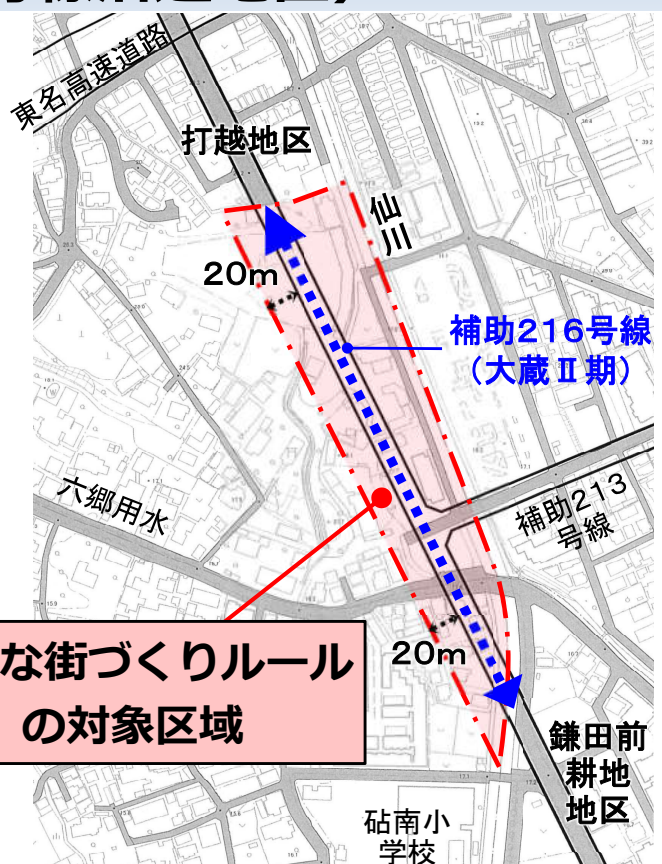 東名高速道路
打越地区
仙川
20m
補助216号線
(大蔵Ⅱ期)
六郷用水
補助213
号線
な街づくりルール
の対象区域
20m
鎌田前
耕地
地区
砧南小
学校